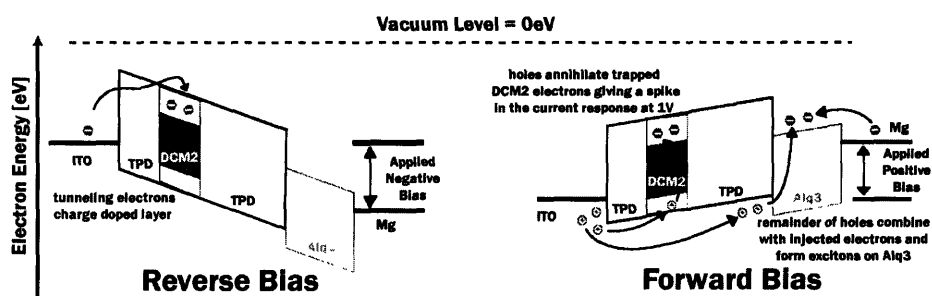 Vacuum Level = 0eV
Electron Energy [eV]
ITO
TPD
DCM2
TPD
tunneling electrons
charge doped layer
Applied
Negative
Bias
Mg
Reverse Bias
holes annihilate trapped
DCM2 electrons giving a spike
in the current response at 1V
Mg
Applied
Positive
Bias
ITO
TPD
DCM2
TPD
Alq3
remainder of holes combine
with injected electrons and
form excitons on Alq3
Forward Bias